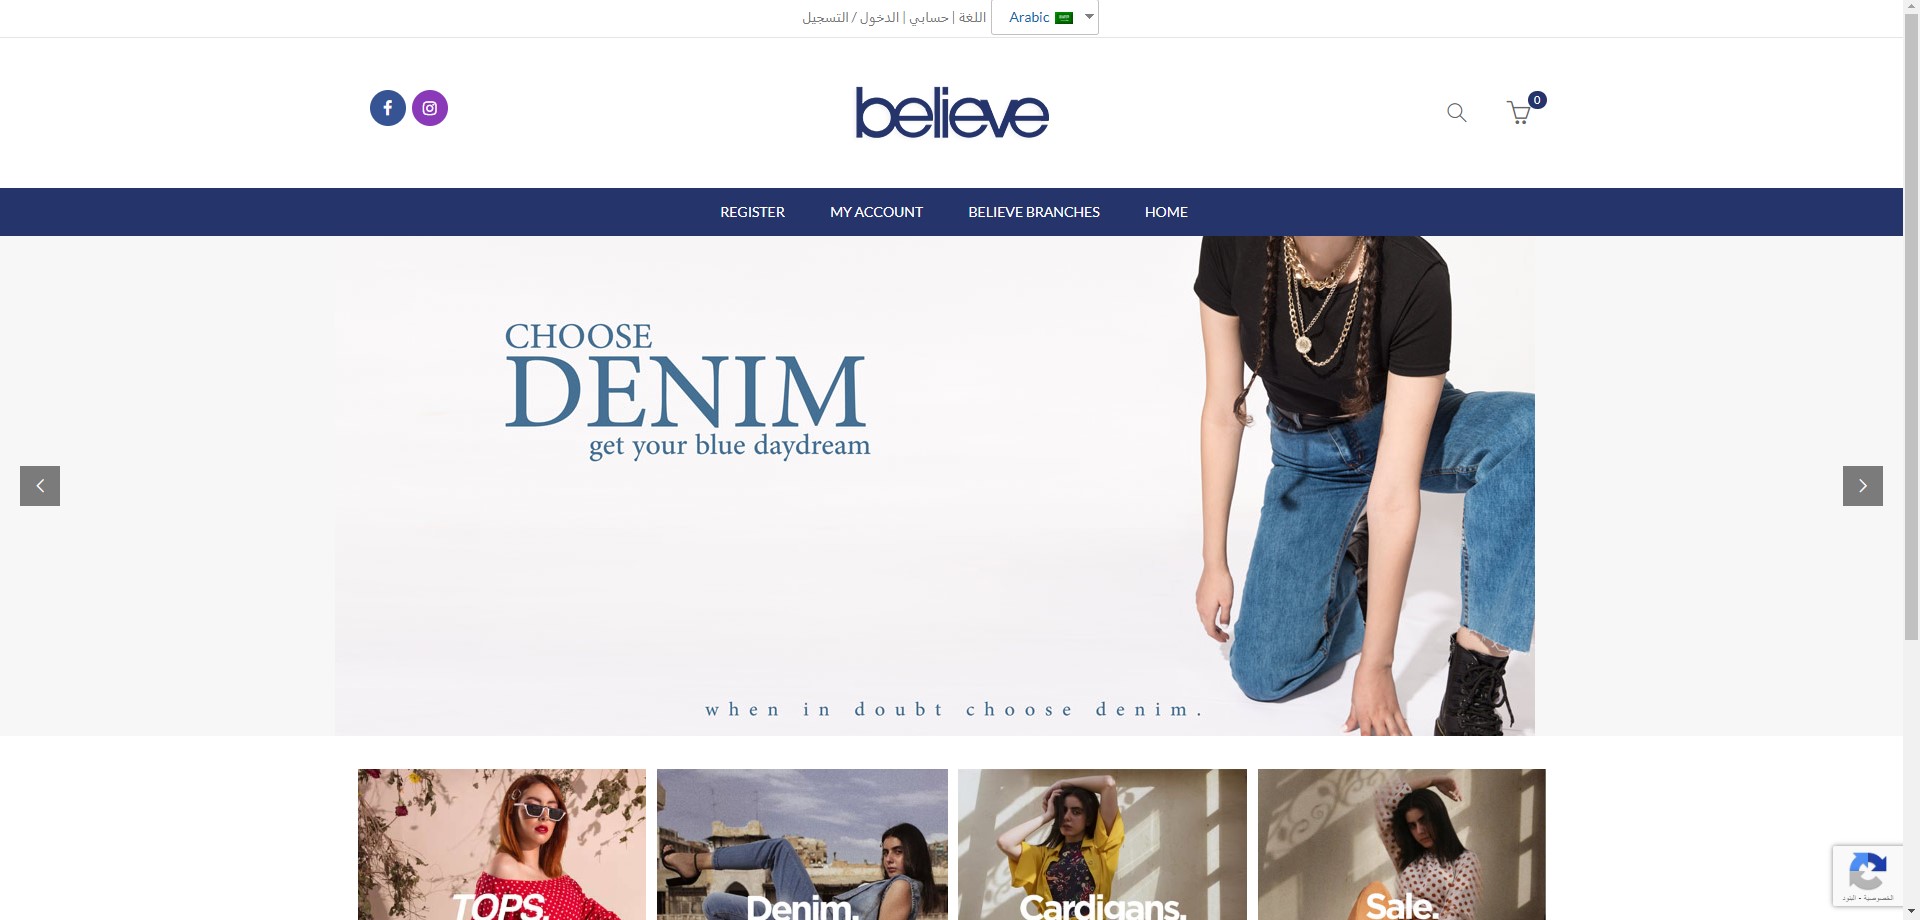 اللغة | حسابي | الدخول / التسجيل
Arabic
believe
0
REGISTER MY ACCOUNT BELIEVE BRANCHES HOME
CHOOSE
DENIM
get your blue daydream
when in doubt choose denim.
TOPS. Denim. Cardigans. Sale.
الخصوصية - البنود